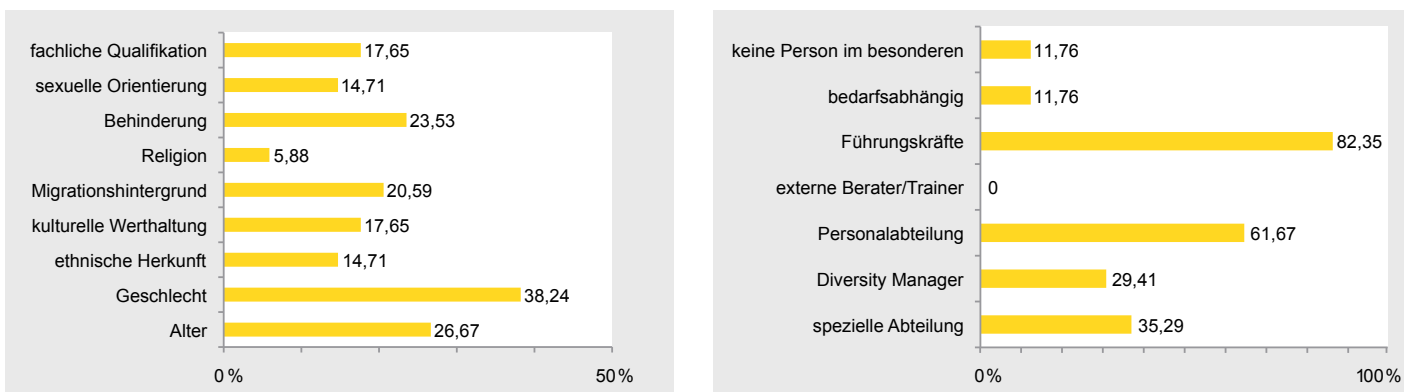 fachliche Qualifikation 17,65
sexuelle Orientierung 14,71
Behinderung 23,53
Religion 5,88
Migrationshintergrund 20,59
kulturelle Werthaltung 17,65
ethnische Herkunft 14,71
Geschlecht 38,24
Alter 26,67
0 % 50 %
keine Person im besonderen 11,76
bedarfsabhängig 11,76
Führungskräfte 82,35
externe Berater/Trainer 0
Personalabteilung 61,67
Diversity Manager 29,41
spezielle Abteilung 35,29
0 % 100 %